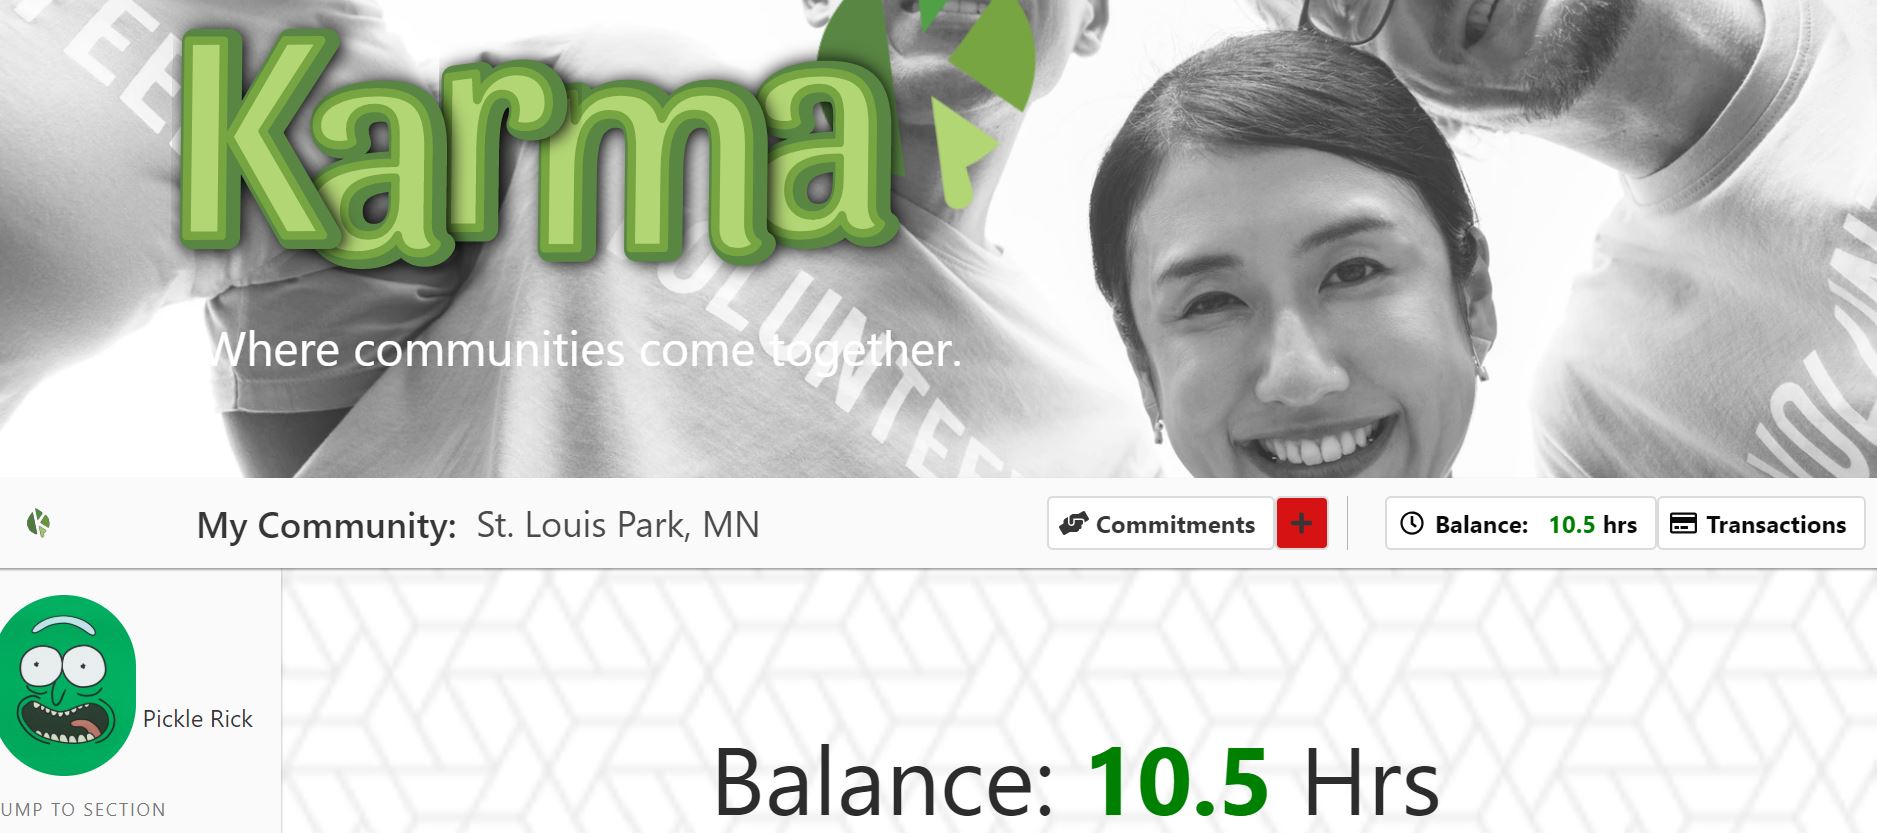 Karma
VOLUNTEE
Where communities come together.
My Community: St. Louis Park, MN
Commitments +
Balance: 10.5 hrs
Transactions
Pickle Rick
UMP TO SECTION
Balance: 10.5 Hrs